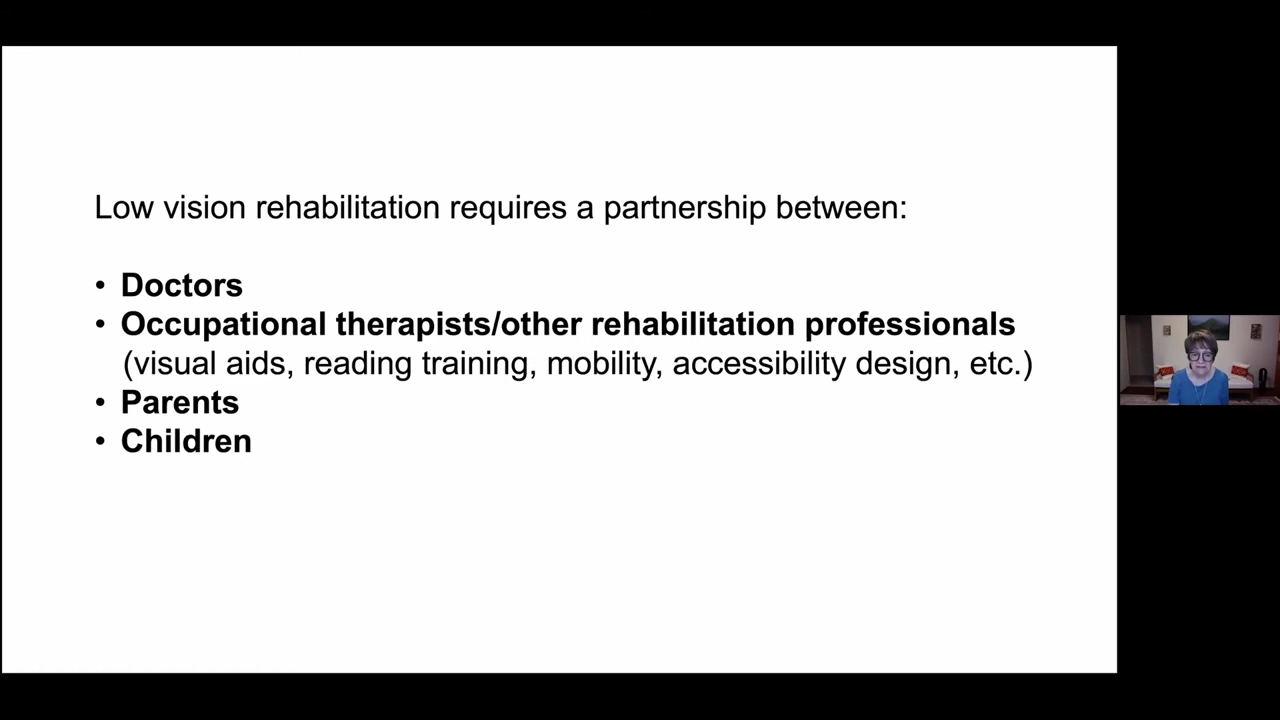 Low vision rehabilitation requires a partnership between:
• Doctors
• Occupational therapists/other rehabilitation professionals
(visual aids, reading training, mobility, accessibility design, etc.)
• Parents
• Children